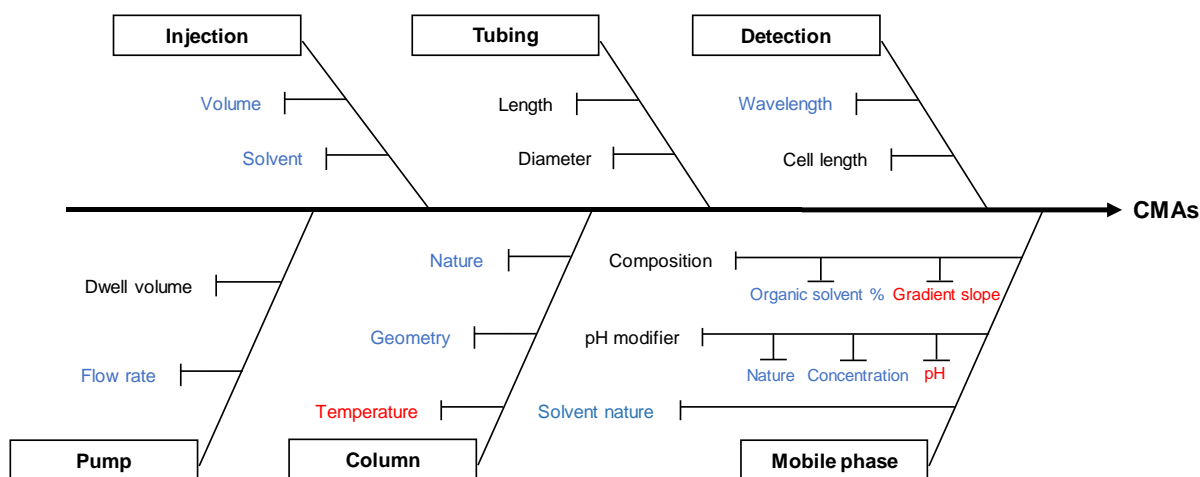 Injection
Tubing
Detection
Volume
Length
Wavelength
Solvent
Diameter
Cell length
CMAs
Nature
Composition
Dwell volume
Organic solvent %
Gradient slope
Geometry
pH modifier
Flow rate
Nature
Concentration
pH
Temperature
Solvent nature
Pump
Column
Mobile phase